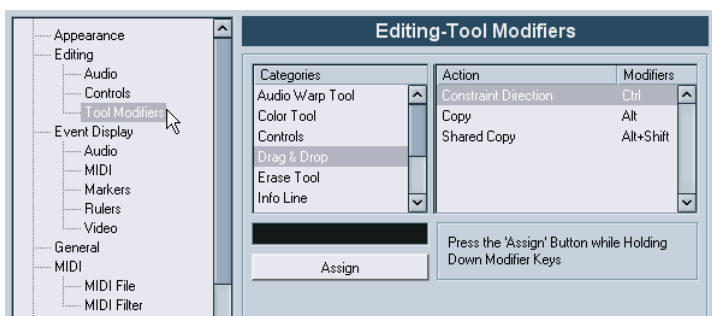 Appearance
Editing
Audio
Controls
Tool Modifiers
Event Display
Audio
MIDI
Markers
Rulers
Video
General
MIDI
MIDI File
MIDI Filter
Editing-Tool Modifiers
Categories
Audio Warp Tool
Color Tool
Controls
Drag & Drop
Erase Tool
Info Line
Assign
Action Modifiers
Constraint Direction Ctrl
Copy Alt
Shared Copy Alt+Shift
Press the 'Assign' Button while Holding
Down Modifier Keys